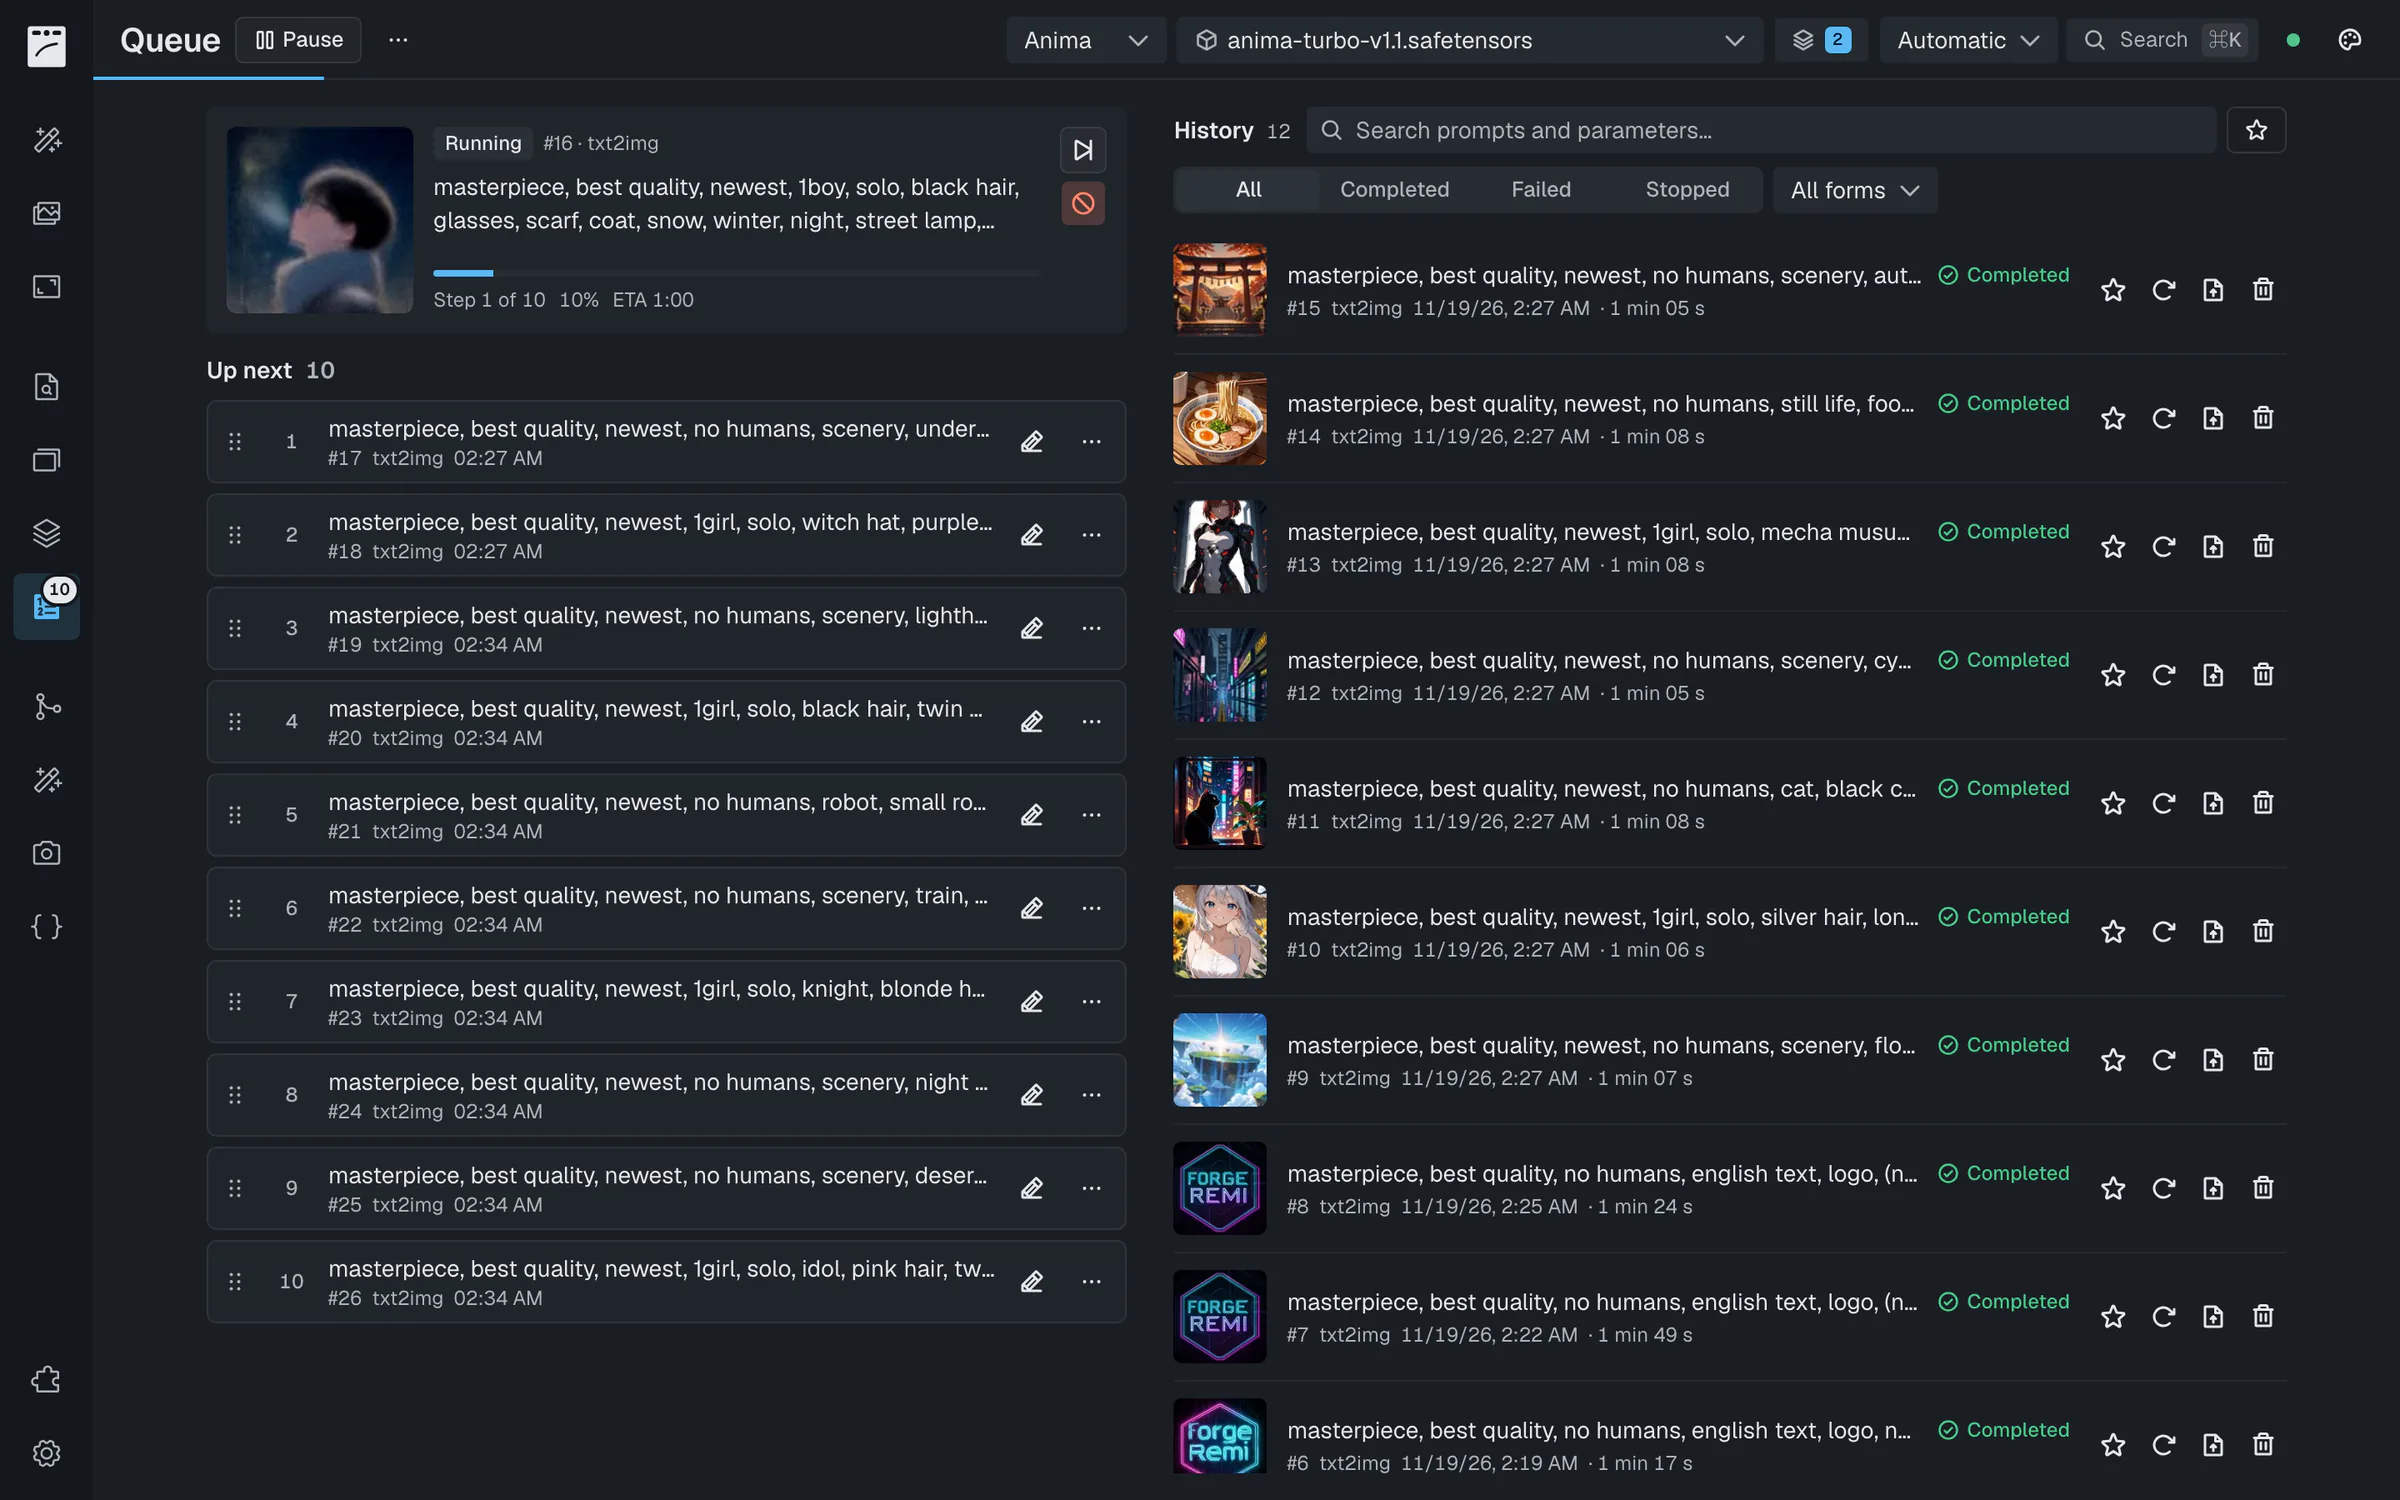 Queue
Pause
Anima
anima-turbo-v1.1.safetensors
2
Automatic
Search ⌘K
Running #16 · txt2img
masterpiece, best quality, newest, 1boy, solo, black hair,
glasses, scarf, coat, snow, winter, night, street lamp,...
Step 1 of 10 10% ETA 1:00
Up next 10
1
masterpiece, best quality, newest, no humans, scenery, under...
#17 txt2img 02:27 AM
2
masterpiece, best quality, newest, 1girl, solo, witch hat, purple...
#18 txt2img 02:27 AM
3
masterpiece, best quality, newest, no humans, scenery, lighth...
#19 txt2img 02:34 AM
4
masterpiece, best quality, newest, 1girl, solo, black hair, twin ...
#20 txt2img 02:34 AM
5
masterpiece, best quality, newest, no humans, robot, small ro...
#21 txt2img 02:34 AM
6
masterpiece, best quality, newest, no humans, scenery, train, ...
#22 txt2img 02:34 AM
7
masterpiece, best quality, newest, 1girl, solo, knight, blonde h...
#23 txt2img 02:34 AM
8
masterpiece, best quality, newest, no humans, scenery, night ...
#24 txt2img 02:34 AM
9
masterpiece, best quality, newest, no humans, scenery, deser...
#25 txt2img 02:34 AM
10
masterpiece, best quality, newest, 1girl, solo, idol, pink hair, tw...
#26 txt2img 02:34 AM
10
History 12
Search prompts and parameters...
All Completed Failed Stopped
All forms
masterpiece, best quality, newest, no humans, scenery, aut... Completed
#15 txt2img 11/19/26, 2:27 AM · 1 min 05 s
masterpiece, best quality, newest, no humans, still life, foo... Completed
#14 txt2img 11/19/26, 2:27 AM · 1 min 08 s
masterpiece, best quality, newest, 1girl, solo, mecha musu... Completed
#13 txt2img 11/19/26, 2:27 AM · 1 min 08 s
masterpiece, best quality, newest, no humans, scenery, cy... Completed
#12 txt2img 11/19/26, 2:27 AM · 1 min 05 s
masterpiece, best quality, newest, no humans, cat, black c... Completed
#11 txt2img 11/19/26, 2:27 AM · 1 min 08 s
masterpiece, best quality, newest, 1girl, solo, silver hair, lon... Completed
#10 txt2img 11/19/26, 2:27 AM · 1 min 06 s
masterpiece, best quality, newest, no humans, scenery, flo... Completed
#9 txt2img 11/19/26, 2:27 AM · 1 min 07 s
FORGE
REMI
masterpiece, best quality, no humans, english text, logo, (n... Completed
#8 txt2img 11/19/26, 2:25 AM · 1 min 24 s
FORGE
REMI
masterpiece, best quality, no humans, english text, logo, (n... Completed
#7 txt2img 11/19/26, 2:22 AM · 1 min 49 s
Forge
Remi
masterpiece, best quality, no humans, english text, logo, n... Completed
#6 txt2img 11/19/26, 2:19 AM · 1 min 17 s